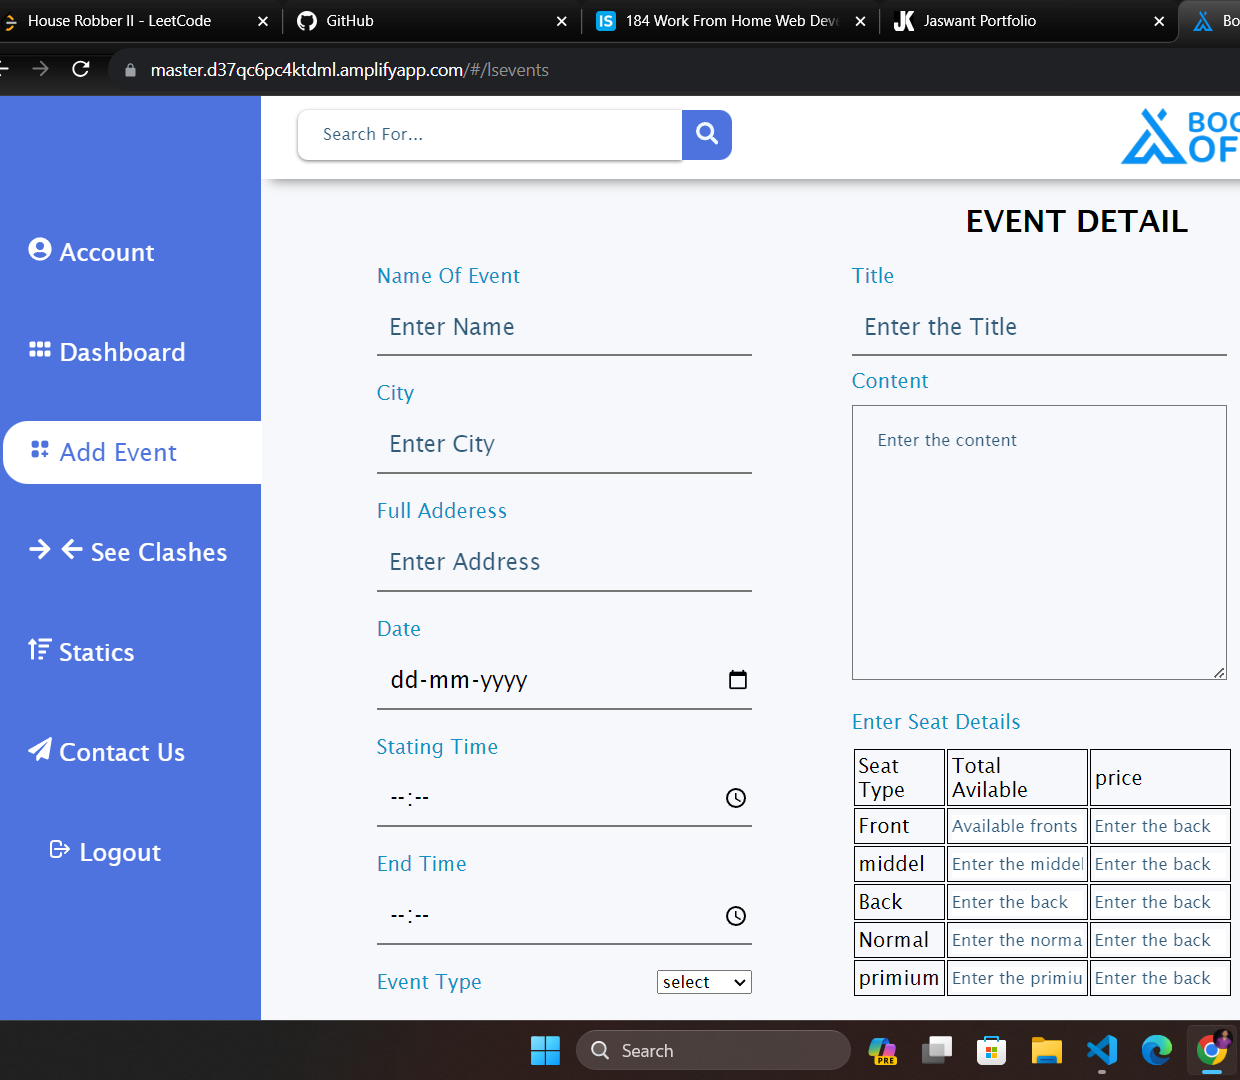 House Robber II - LeetCode
GitHub
IS 184 Work From Home Web Deve
JK Jaswant Portfolio
Bo
master.d37qc6pc4ktdml.amplifyapp.com/#/lsevents
Search For...
BOO
OF
Account
Dashboard
Add Event
See Clashes
Statics
Contact Us
Logout
EVENT DETAIL
Name Of Event
Enter Name
City
Enter City
Full Adderess
Enter Address
Date
dd-mm-yyyy
Stating Time
--:--
End Time
--:--
Event Type
select
Title
Enter the Title
Content
Enter the content
Enter Seat Details
Seat Type Total Avilable price
Front Available fronts Enter the back
middel Enter the middel Enter the back
Back Enter the back Enter the back
Normal Enter the norma Enter the back
primium Enter the primiu Enter the back
Search
PRE